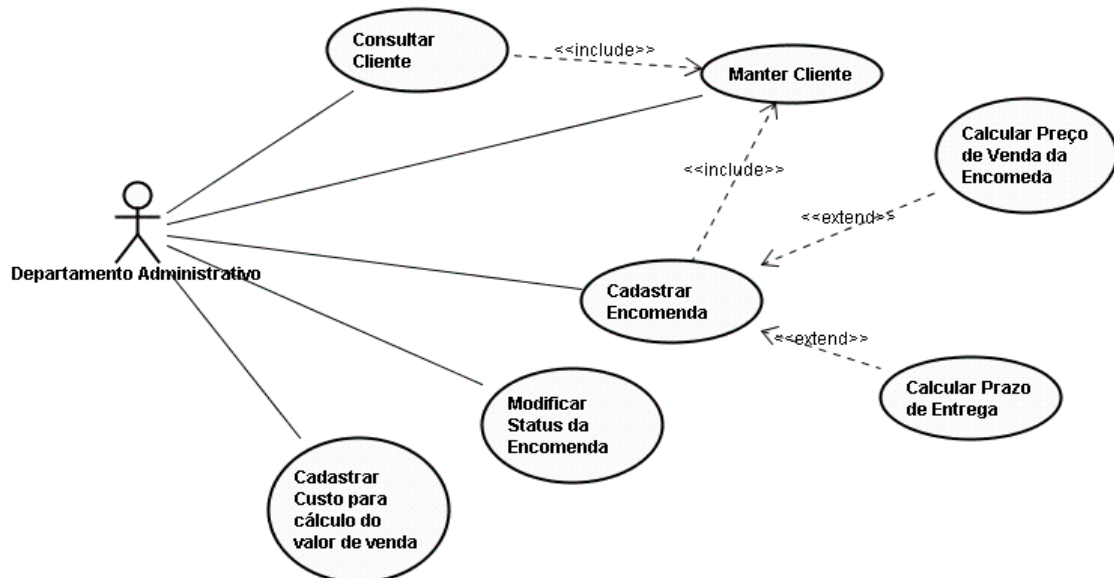 Consultar
Cliente
<<include>>
Manter Cliente
Calcular Preço
de Venda da
Encomeda
<<include>>
<<extend>>
Departamento Administrativo
Cadastrar
Encomenda
<<extend>>
Calcular Prazo
de Entrega
Modificar
Status da
Encomenda
Cadastrar
Custo para
cálculo do
valor de venda